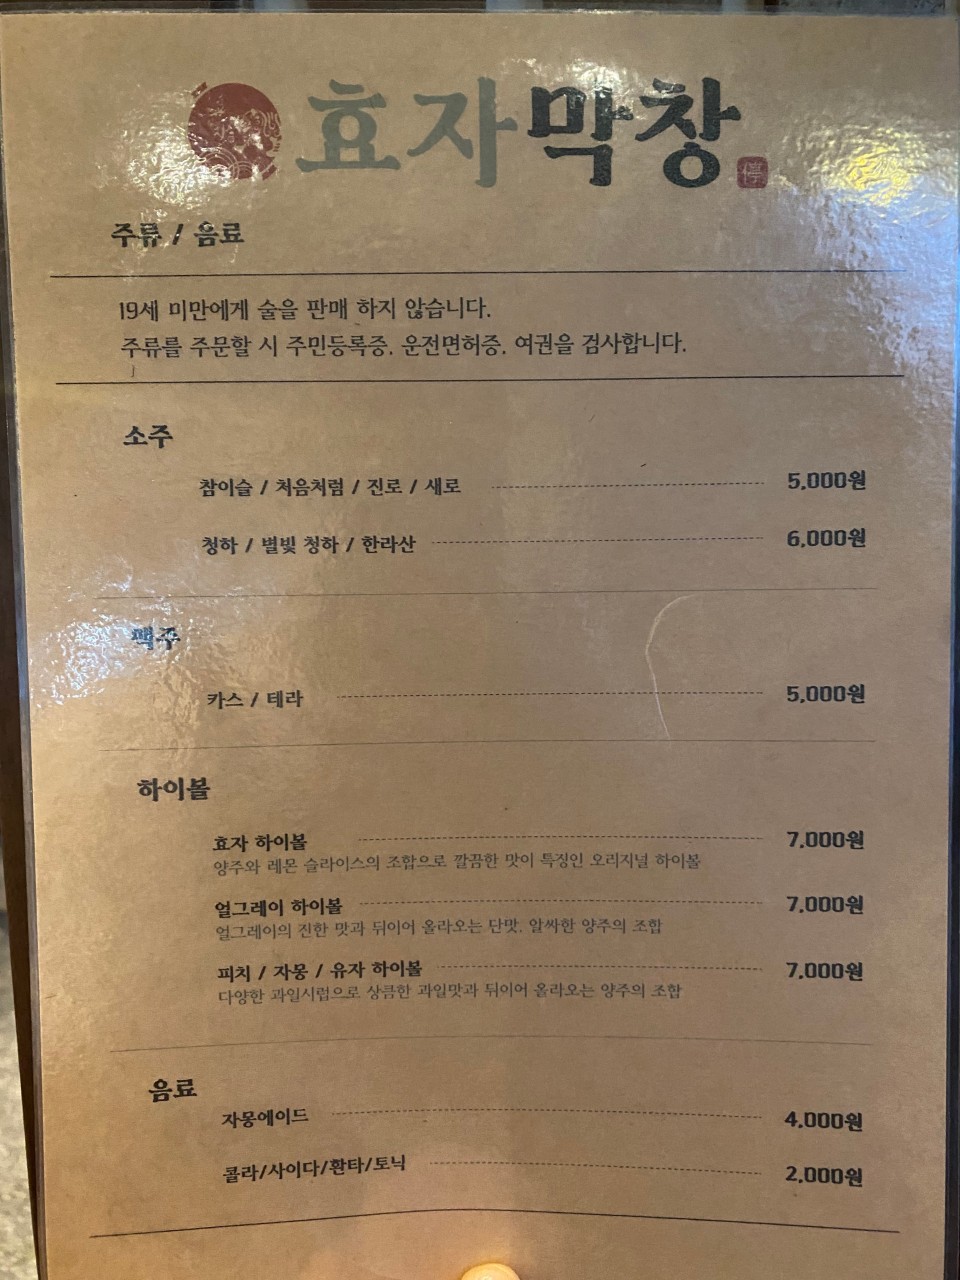 효자막창
주류 / 음료
19세 미만에게 술을 판매 하지 않습니다.
주류를 주문할 시 주민등록증, 운전면허증, 여권을 검사합니다.
소주
참이슬 / 처음처럼 / 진로 / 새로 5,000원
청하 / 별빛 청하 / 한라산 6,000원
맥주
카스 / 테라 5,000원
하이볼
효자 하이볼 7,000원
양주와 레몬 슬라이스의 조합으로 깔끔한 맛이 특징인 오리지널 하이볼
얼그레이 하이볼 7,000원
얼그레이의 진한 맛과 뒤이어 올라오는 단맛, 알싸한 양주의 조합
피치 / 자몽 / 유자 하이볼 7,000원
다양한 과일시럽으로 상큼한 과일맛과 뒤이어 올라오는 양주의 조합
음료
자몽에이드 4,000원
콜라/사이다/환타/토닉 2,000원